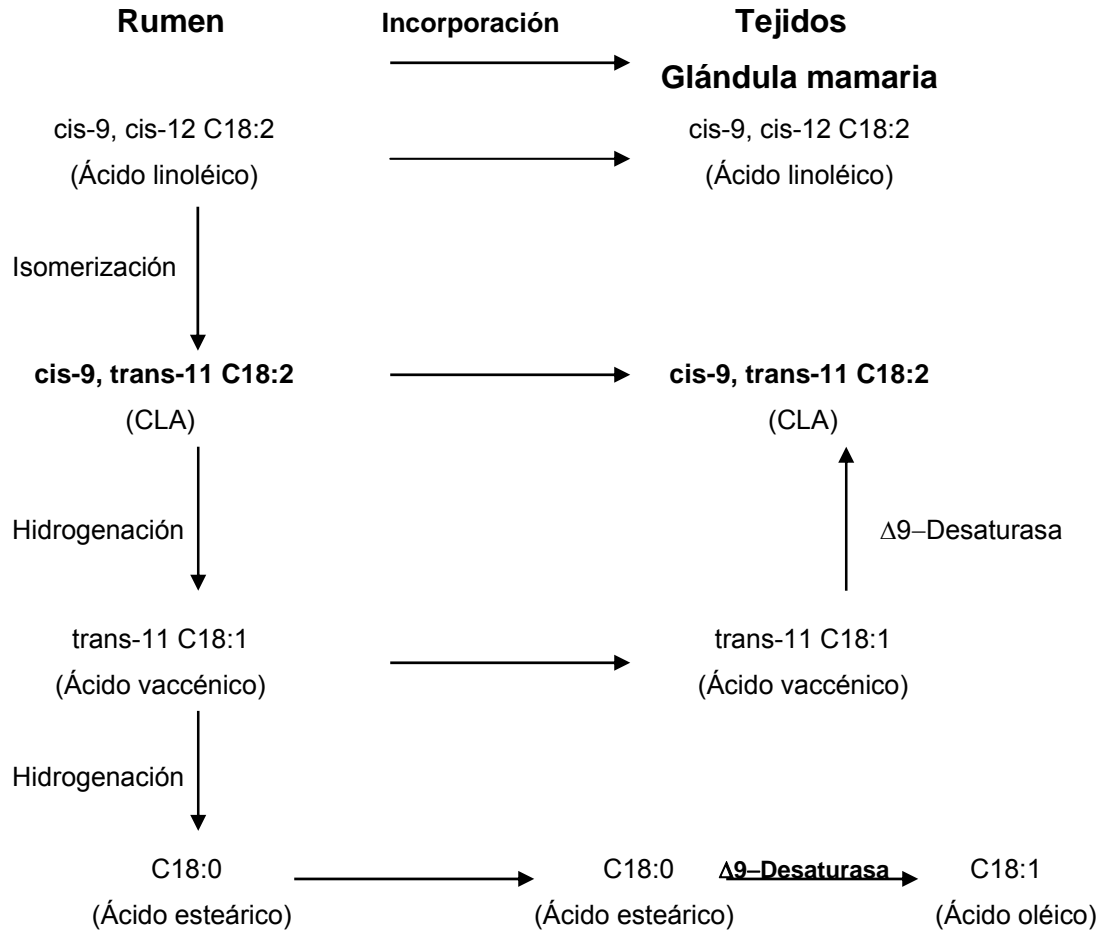 Rumen Incorporación Tejidos
Glándula mamaria
cis-9, cis-12 C18:2 cis-9, cis-12 C18:2
(Ácido linoléico) (Ácido linoléico)
Isomerización
cis-9, trans-11 C18:2 cis-9, trans-11 C18:2
(CLA) (CLA)
Hidrogenación Δ9–Desaturasa
trans-11 C18:1 trans-11 C18:1
(Ácido vaccénico) (Ácido vaccénico)
Hidrogenación
C18:0 C18:0 Δ9–Desaturasa C18:1
(Ácido esteárico) (Ácido esteárico) (Ácido oléico)